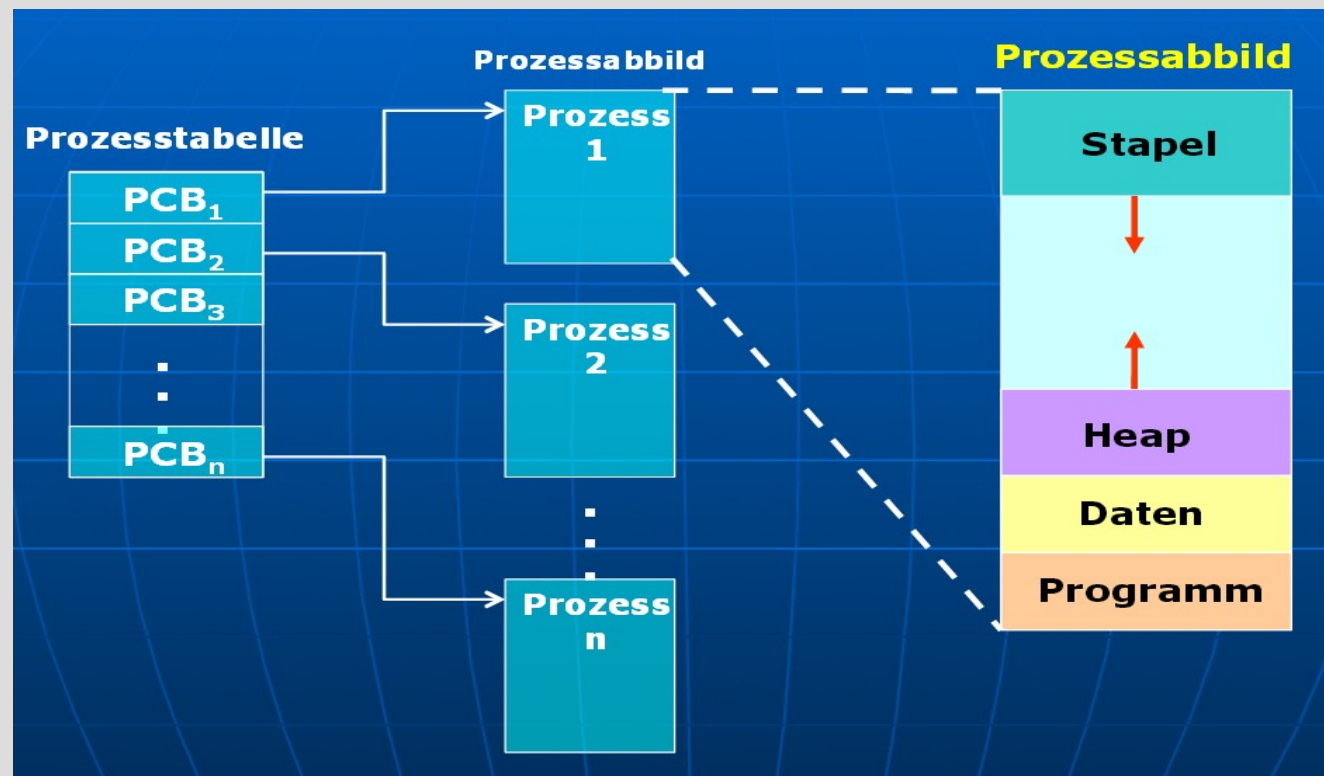 Prozesstabelle
PCB1
PCB2
PCB3
PCBn
Prozessabbild
Prozess
1
Prozess
2
Prozess
n
Prozessabbild
Stapel
Heap
Daten
Programm